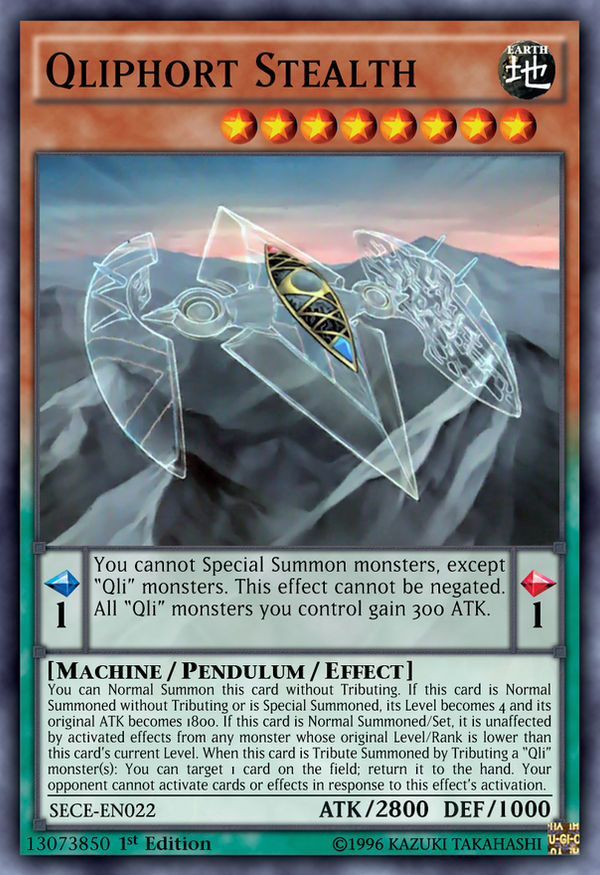 Qliphort Stealth
EARTH
地
1
You cannot Special Summon monsters, except
"Qli" monsters. This effect cannot be negated.
All "Qli" monsters you control gain 300 ATK.
1
[Machine / Pendulum / Effect]
You can Normal Summon this card without Tributing. If this card is Normal
Summoned without Tributing or is Special Summoned, its Level becomes 4 and its
original ATK becomes 1800. If this card is Normal Summoned/Set, it is unaffected
by activated effects from any monster whose original Level/Rank is lower than
this card's current Level. When this card is Tribute Summoned by Tributing a "Qli"
monster(s): You can target 1 card on the field; return it to the hand. Your
opponent cannot activate cards or effects in response to this effect's activation.
SECE-EN022 ATK/2800 DEF/1000
13073850 1st Edition ©1996 KAZUKI TAKAHASHI